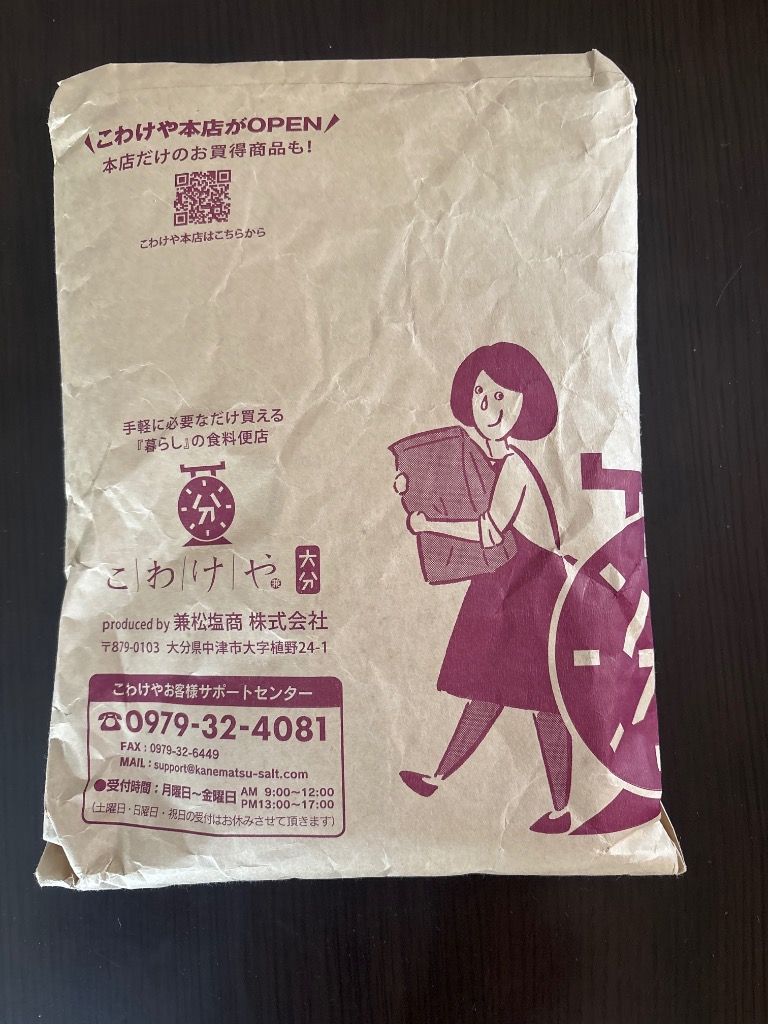 こわけや本店がOPEN
本店だけのお買得商品も!
こわけや本店はこちらから
手軽に必要なだけ買える
『暮らし』の食料便店
分
こ|わ|け|や 兼 大分
produced by 兼松塩商 株式会社
〒879-0103 大分県中津市大字植野24-1
こわけやお客様サポートセンター
☎0979-32-4081
FAX : 0979-32-6449
MAIL : support@kanematsu-salt.com
●受付時間:月曜日~金曜日 AM 9:00~12:00
PM13:00~17:00
(土曜日・日曜日・祝日の受付はお休みさせて頂きます)